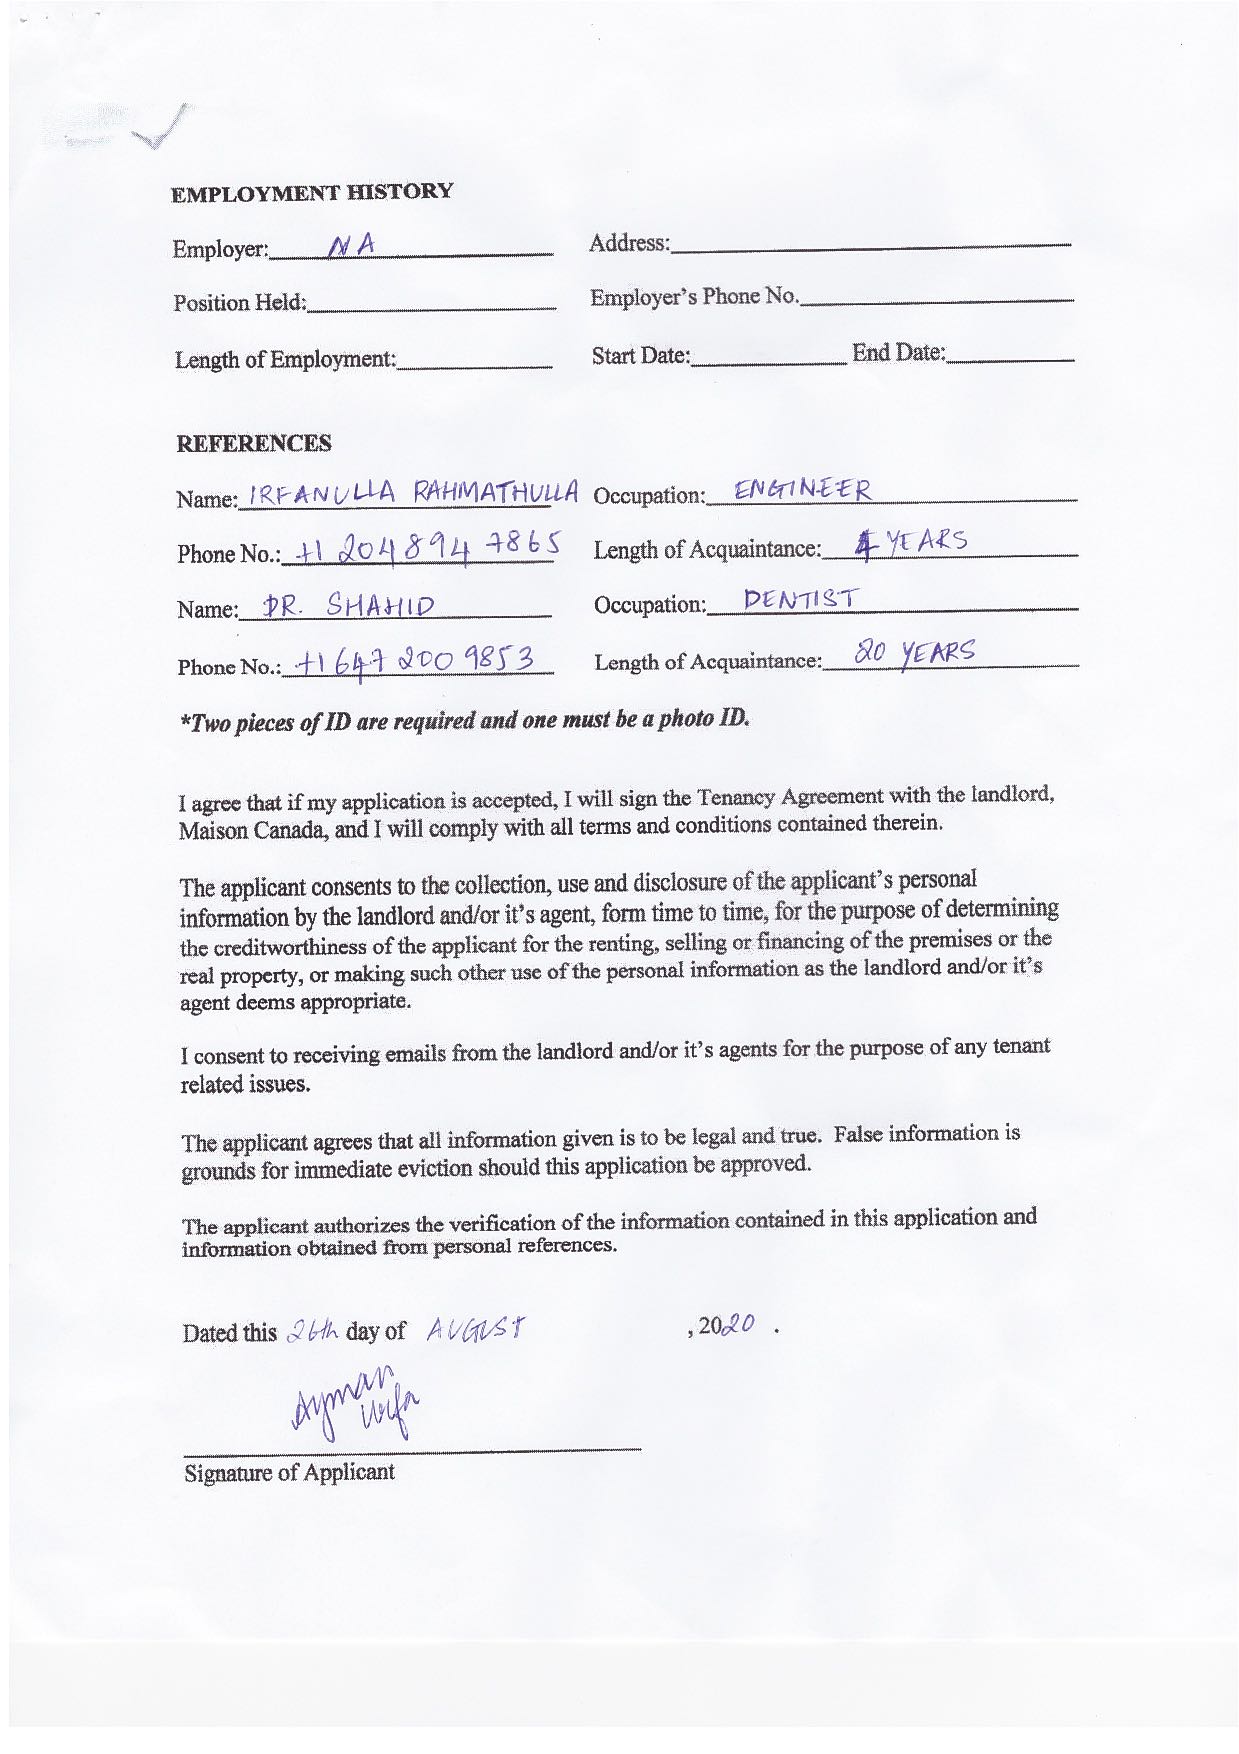 EMPLOYMENT HISTORY
Employer: NA Address:
Position Held: Employer's Phone No.
Length of Employment: Start Date: End Date:
REFERENCES
Name: IRFANULLA RAHMATHULLA Occupation: ENGINEER
Phone No.: +1 204 894 7865 Length of Acquaintance: 4 YEARS
Name: DR. SHAHID Occupation: DENTIST
Phone No.: +1 647 200 9853 Length of Acquaintance: 20 YEARS
*Two pieces of ID are required and one must be a photo ID.
I agree that if my application is accepted, I will sign the Tenancy Agreement with the landlord,
Maison Canada, and I will comply with all terms and conditions contained therein.
The applicant consents to the collection, use and disclosure of the applicant's personal
information by the landlord and/or it's agent, form time to time, for the purpose of determining
the creditworthiness of the applicant for the renting, selling or financing of the premises or the
real property, or making such other use of the personal information as the landlord and/or it's
agent deems appropriate.
I consent to receiving emails from the landlord and/or it's agents for the purpose of any tenant
related issues.
The applicant agrees that all information given is to be legal and true. False information is
grounds for immediate eviction should this application be approved.
The applicant authorizes the verification of the information contained in this application and
information obtained from personal references.
Dated this 26th day of AUGUST , 2020 .
Ayman
Urfa
Signature of Applicant